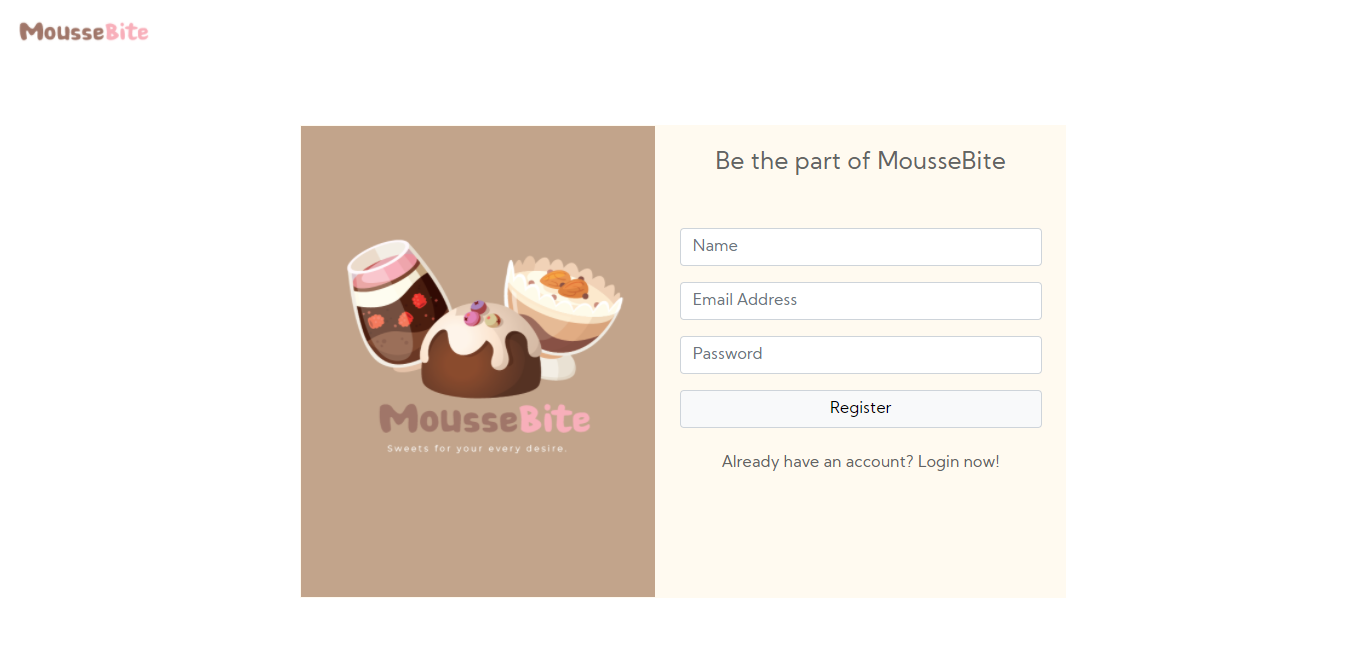 MousseBite
MousseBite
Sweets for your every desire.
Be the part of MousseBite
Name
Email Address
Password
Register
Already have an account? Login now!